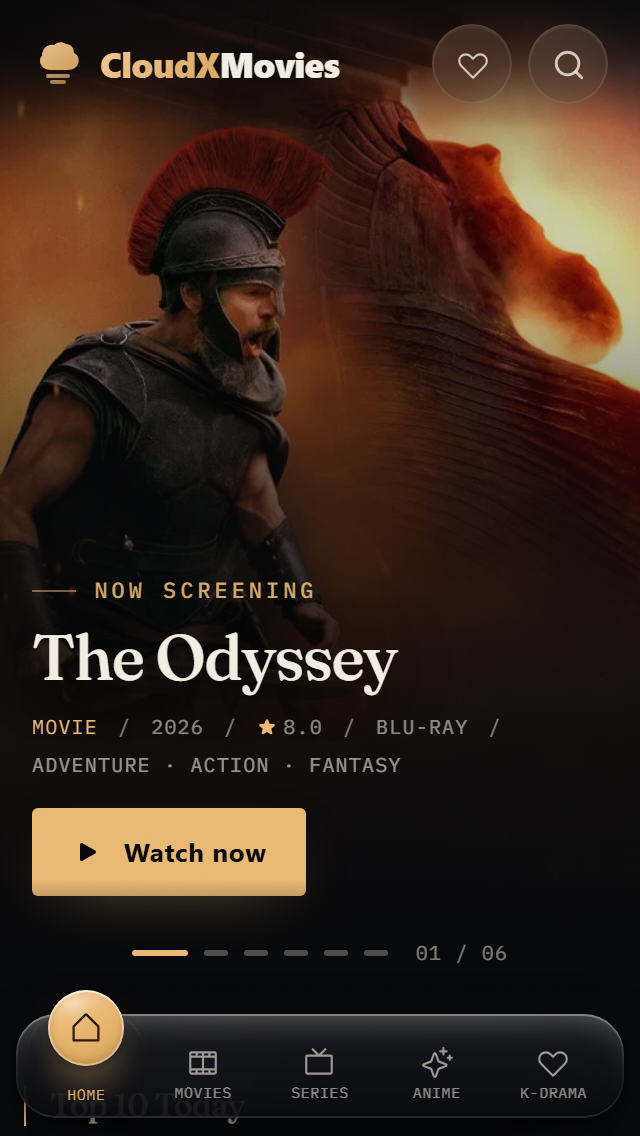 CloudXMovies
NOW SCREENING
The Odyssey
MOVIE / 2026 / ★ 8.0 / BLU-RAY /
ADVENTURE · ACTION · FANTASY
Watch now
01 / 06
HOME MOVIES SERIES ANIME K-DRAMA
Top 10 Today